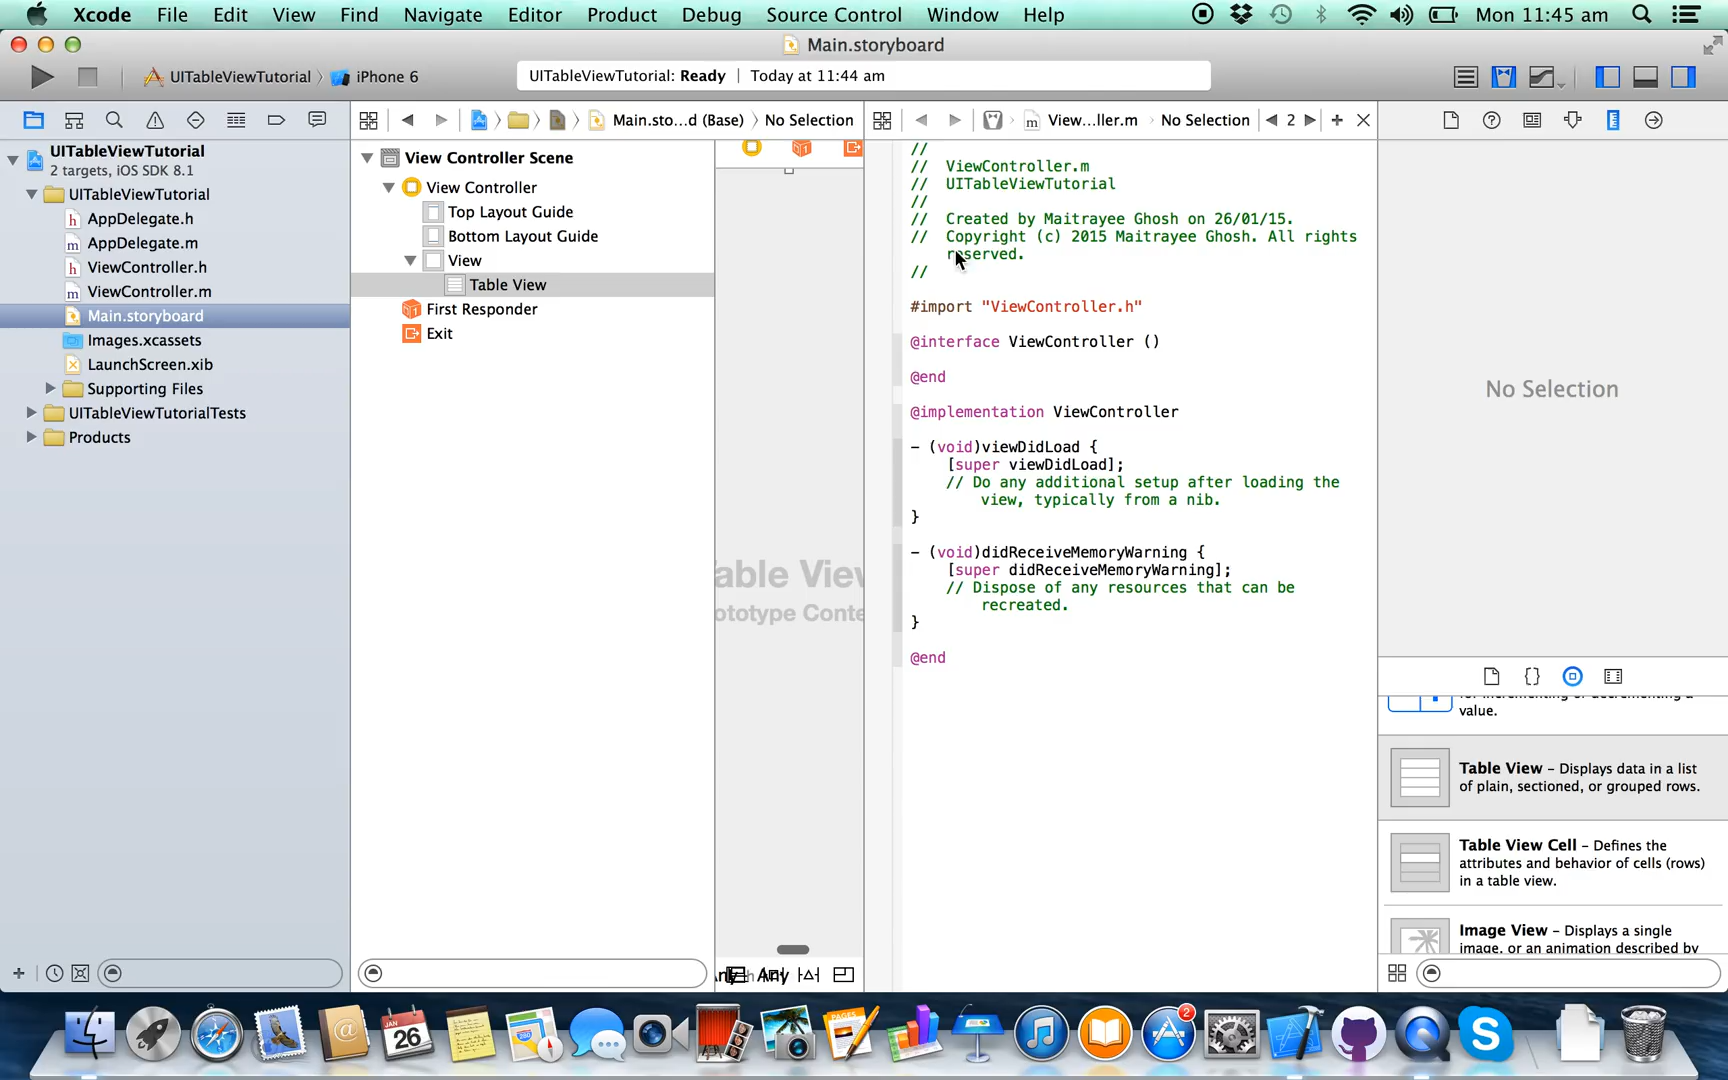 Xcode File Edit View Find Navigate Editor Product Debug Source Control Window Help Mon 11:45 am
Main.storyboard
UITableViewTutorial iPhone 6 UITableViewTutorial: Ready Today at 11:44 am
Main.sto...d (Base) No Selection View...ller.m No Selection 2
UITableViewTutorial
2 targets, iOS SDK 8.1
UITableViewTutorial
h AppDelegate.h
m AppDelegate.m
h ViewController.h
m ViewController.m
Main.storyboard
Images.xcassets
LaunchScreen.xib
Supporting Files
UITableViewTutorialTests
Products
View Controller Scene
View Controller
Top Layout Guide
Bottom Layout Guide
View
Table View
First Responder
Exit
able Vie
ototype Conte
Any
//
// ViewController.m
// UITableViewTutorial
//
// Created by Maitrayee Ghosh on 26/01/15.
// Copyright (c) 2015 Maitrayee Ghosh. All rights
reserved.
//
#import "ViewController.h"
@interface ViewController ()
@end
@implementation ViewController
- (void)viewDidLoad {
[super viewDidLoad];
// Do any additional setup after loading the
view, typically from a nib.
}
- (void)didReceiveMemoryWarning {
[super didReceiveMemoryWarning];
// Dispose of any resources that can be
recreated.
}
@end
No Selection
for incrementing or decrementing a
value.
Table View – Displays data in a list
of plain, sectioned, or grouped rows.
Table View Cell – Defines the
attributes and behavior of cells (rows)
in a table view.
Image View – Displays a single
image, or an animation described by
JAN
26
PAGES
2